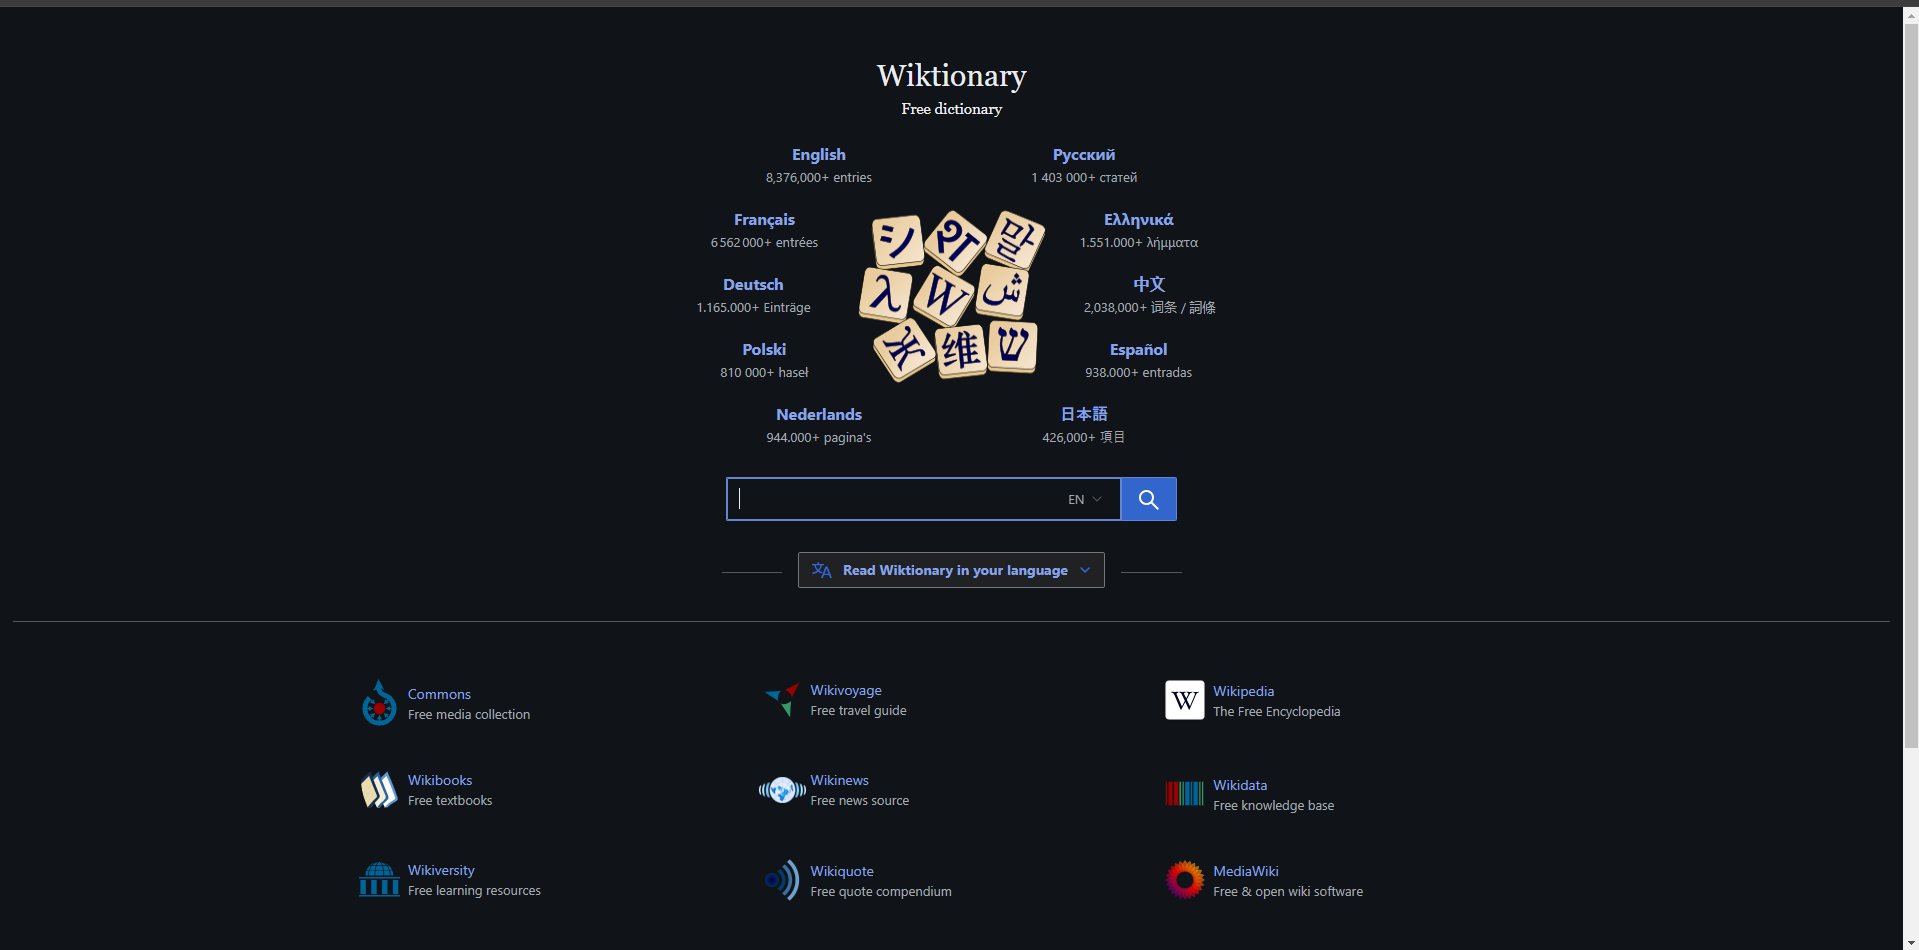 Wiktionary
Free dictionary
English
8,376,000+ entries
Русский
1 403 000+ статей
Français
6 562 000+ entrées
Ελληνικά
1.551.000+ λήμματα
Deutsch
1.165.000+ Einträge
中文
2,038,000+ 词条 / 詞條
Polski
810 000+ haseł
Español
938.000+ entradas
Nederlands
944.000+ pagina's
日本語
426,000+ 項目
シ
말
λ W ش
维 ש
EN
Read Wiktionary in your language
Commons
Free media collection
Wikivoyage
Free travel guide
W
Wikipedia
The Free Encyclopedia
Wikibooks
Free textbooks
Wikinews
Free news source
Wikidata
Free knowledge base
Wikiversity
Free learning resources
Wikiquote
Free quote compendium
MediaWiki
Free & open wiki software